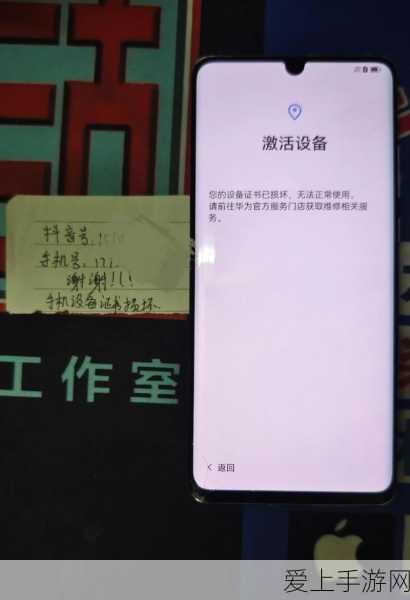 激活设备
您的设备证书已损坏，无法正常使用。
请前往华为官方服务门店获取维修相关服
务。
抖音号:
手机号:
谢谢!!!
手机设备证书损坏
工作室
返回
爱上手游网